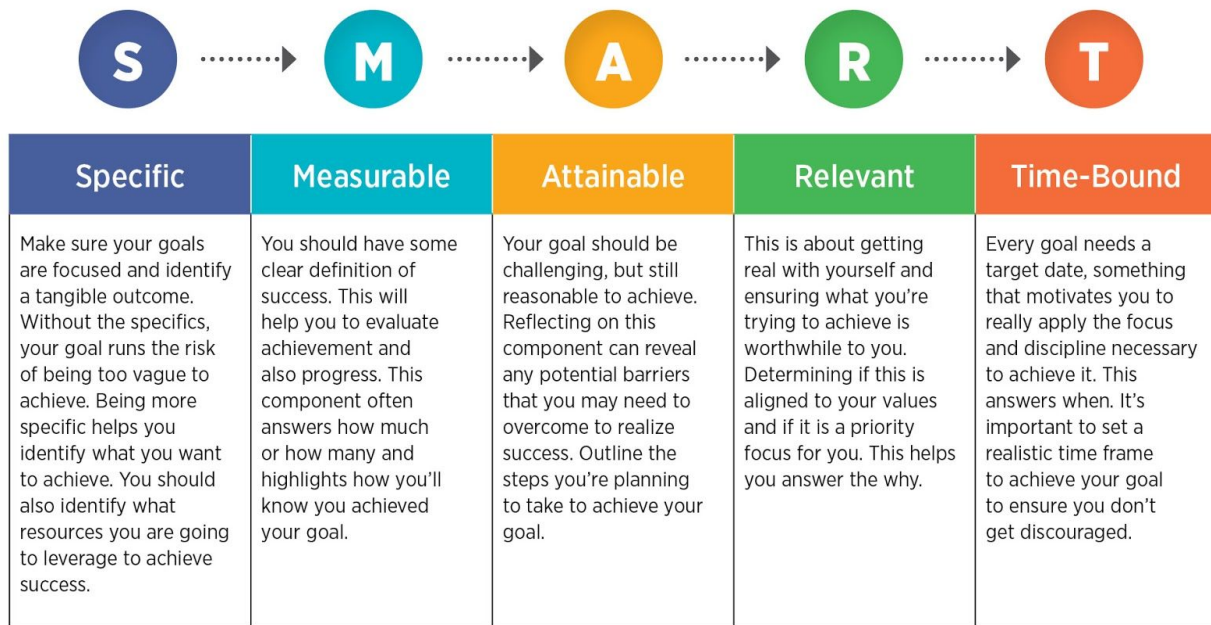 S
M
A
R
T
Specific
Measurable
Attainable
Relevant
Time-Bound
Make sure your goals
are focused and identify
a tangible outcome.
Without the specifics,
your goal runs the risk
of being too vague to
achieve. Being more
specific helps you
identify what you want
to achieve. You should
also identify what
resources you are going
to leverage to achieve
success.
You should have some
clear definition of
success. This will
help you to evaluate
achievement and
also progress. This
component often
answers how much
or how many and
highlights how you'll
know you achieved
your goal.
Your goal should be
challenging, but still
reasonable to achieve.
Reflecting on this
component can reveal
any potential barriers
that you may need to
overcome to realize
success. Outline the
steps you're planning
to take to achieve your
goal.
This is about getting
real with yourself and
ensuring what you're
trying to achieve is
worthwhile to you.
Determining if this is
aligned to your values
and if it is a priority
focus for you. This helps
you answer the why.
Every goal needs a
target date, something
that motivates you to
really apply the focus
and discipline necessary
to achieve it. This
answers when. It's
important to set a
realistic time frame
to achieve your goal
to ensure you don't
get discouraged.